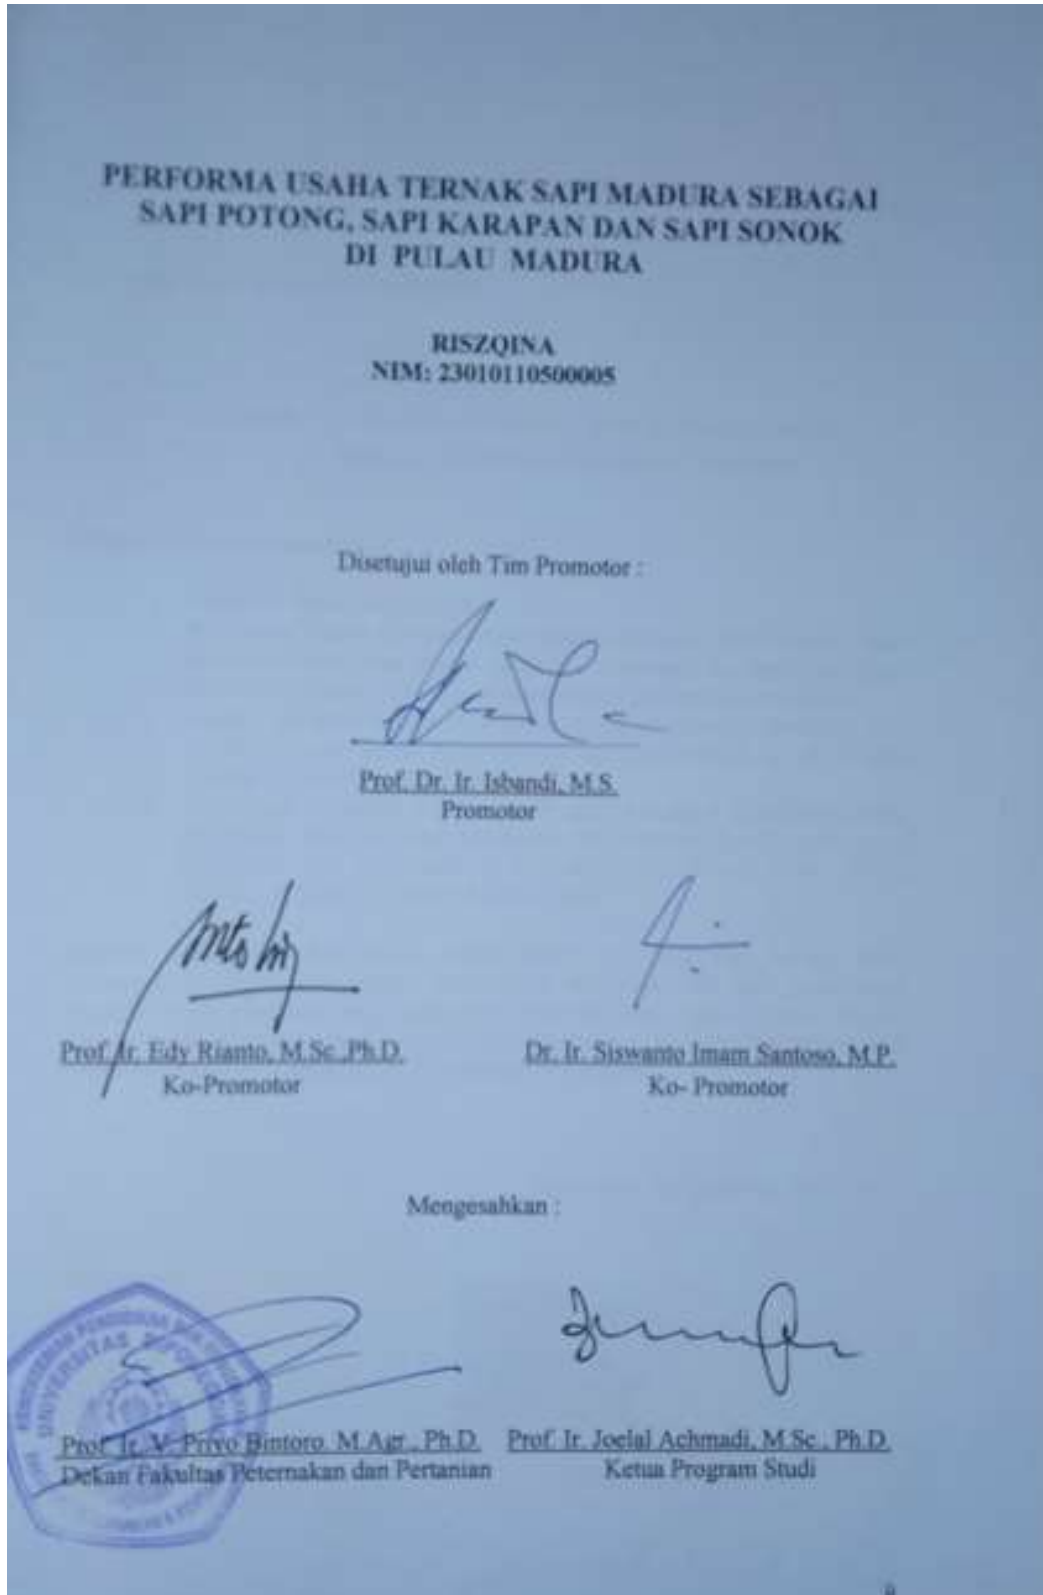 PERFORMA USAHA TERNAK SAPI MADURA SEBAGAI
SAPI POTONG, SAPI KARAPAN DAN SAPI SONOK
DI PULAU MADURA
RISZQINA
NIM: 23010110500005
Disetujui oleh Tim Promotor :
Prof. Dr. Ir. Isbandi, M.S.
Promotor
Prof. Ir. Edy Rianto, M.Sc.,Ph.D.
Ko-Promotor
Dr. Ir. Siswanto Imam Santoso, M.P.
Ko- Promotor
Mengesahkan :
UNIVERSITAS DIPONEGORO
Prof. Ir. V. Priyo Bintoro, M.Agr., Ph.D.
Dekan Fakultas Peternakan dan Pertanian
Prof. Ir. Joelal Achmadi, M.Sc., Ph.D.
Ketua Program Studi